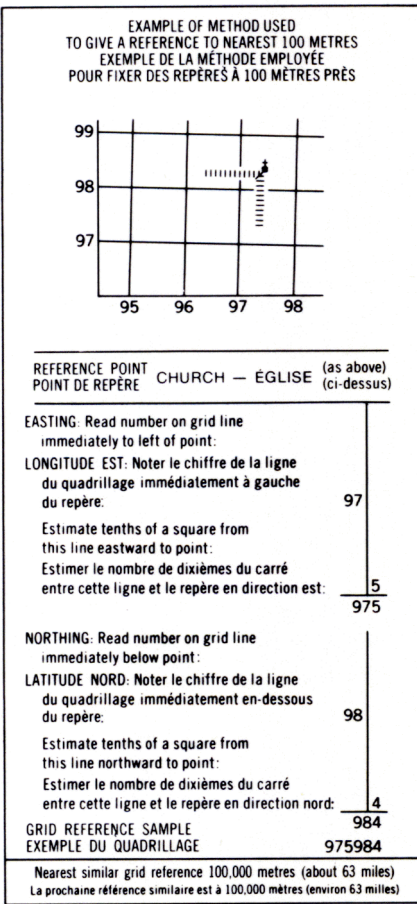 EXAMPLE OF METHOD USED
TO GIVE A REFERENCE TO NEAREST 100 METRES
EXEMPLE DE LA MÉTHODE EMPLOYÉE
POUR FIXER DES REPÈRES À 100 MÈTRES PRÈS
99
98
97
95 96 97 98
REFERENCE POINT
POINT DE REPÈRE
CHURCH — ÉGLISE
(as above)
(ci-dessus)
EASTING: Read number on grid line
immediately to left of point:
LONGITUDE EST: Noter le chiffre de la ligne
du quadrillage immédiatement à gauche
du repère: 97
Estimate tenths of a square from
this line eastward to point:
Estimer le nombre de dixièmes du carré
entre cette ligne et le repère en direction est: 5
975
NORTHING: Read number on grid line
immediately below point:
LATITUDE NORD: Noter le chiffre de la ligne
du quadrillage immédiatement en-dessous
du repère: 98
Estimate tenths of a square from
this line northward to point:
Estimer le nombre de dixièmes du carré
entre cette ligne et le repère en direction nord: 4
984
GRID REFERENCE SAMPLE
EXEMPLE DU QUADRILLAGE 975984
Nearest similar grid reference 100,000 metres (about 63 miles)
La prochaine référence similaire est à 100,000 mètres (environ 63 milles)